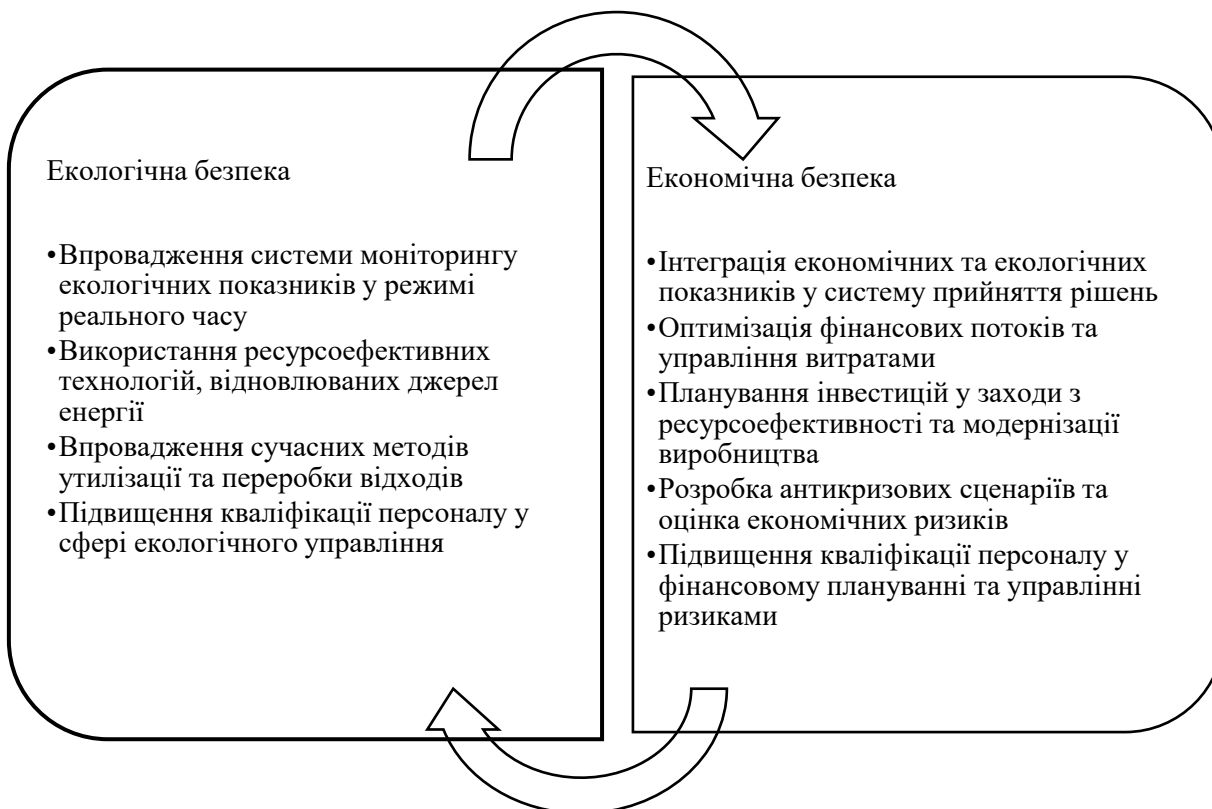 Екологічна безпека
•Впровадження системи моніторингу
екологічних показників у режимі
реального часу
•Використання ресурсоефективних
технологій, відновлюваних джерел
енергії
•Впровадження сучасних методів
утилізації та переробки відходів
•Підвищення кваліфікації персоналу у
сфері екологічного управління
Економічна безпека
•Інтеграція економічних та екологічних
показників у систему прийняття рішень
•Оптимізація фінансових потоків та
управління витратами
•Планування інвестицій у заходи з
ресурсоефективності та модернізації
виробництва
•Розробка антикризових сценаріїв та
оцінка економічних ризиків
•Підвищення кваліфікації персоналу у
фінансовому плануванні та управлінні
ризиками